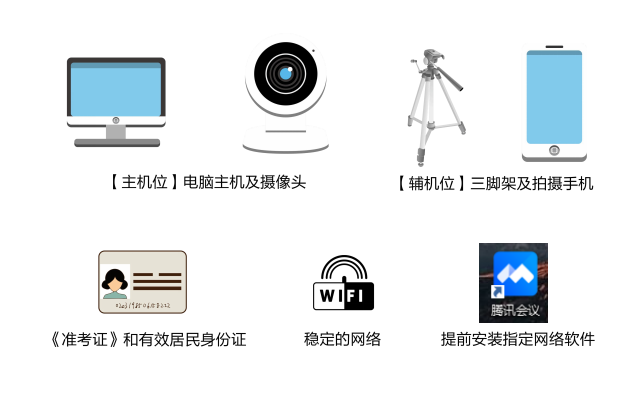 【主机位】电脑主机及摄像头
【辅机位】三脚架及拍摄手机
WIFI
腾讯会议
《准考证》和有效居民身份证
稳定的网络
提前安装指定网络软件